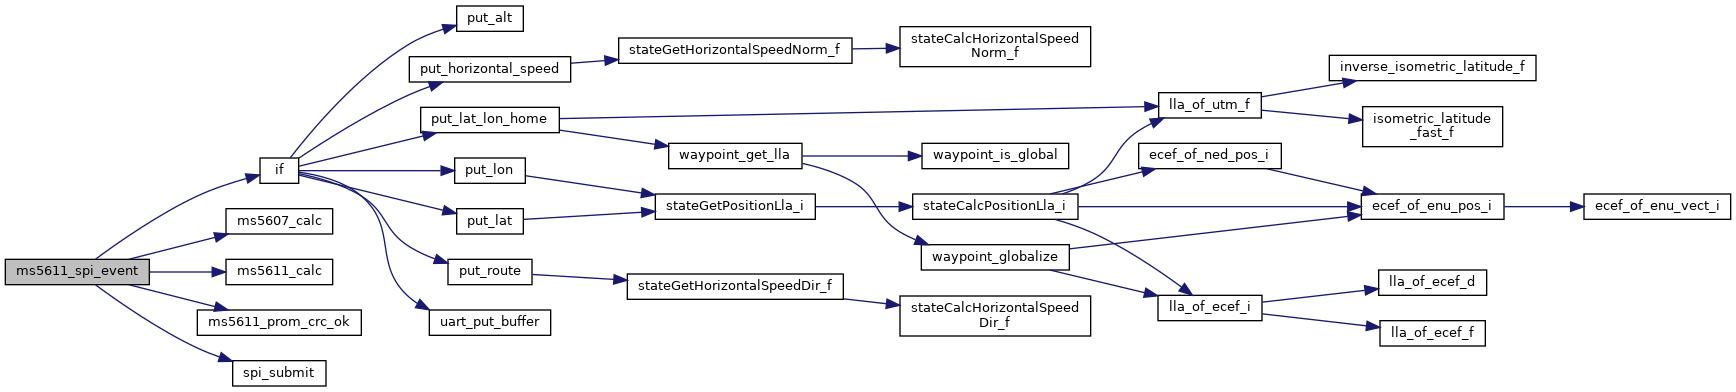 ms5611_spi_event
if
ms5607_calc
ms5611_calc
ms5611_prom_crc_ok
spi_submit
put_alt
put_horizontal_speed
put_lat_lon_home
put_lon
put_lat
put_route
uart_put_buffer
stateGetHorizontalSpeedNorm_f
waypoint_get_lla
stateGetPositionLla_i
stateGetHorizontalSpeedDir_f
stateCalcHorizontalSpeed
Norm_f
waypoint_is_global
stateCalcPositionLla_i
waypoint_globalize
stateCalcHorizontalSpeed
Dir_f
lla_of_utm_f
ecef_of_ned_pos_i
lla_of_ecef_i
inverse_isometric_latitude_f
isometric_latitude
_fast_f
ecef_of_enu_pos_i
lla_of_ecef_d
lla_of_ecef_f
ecef_of_enu_vect_i